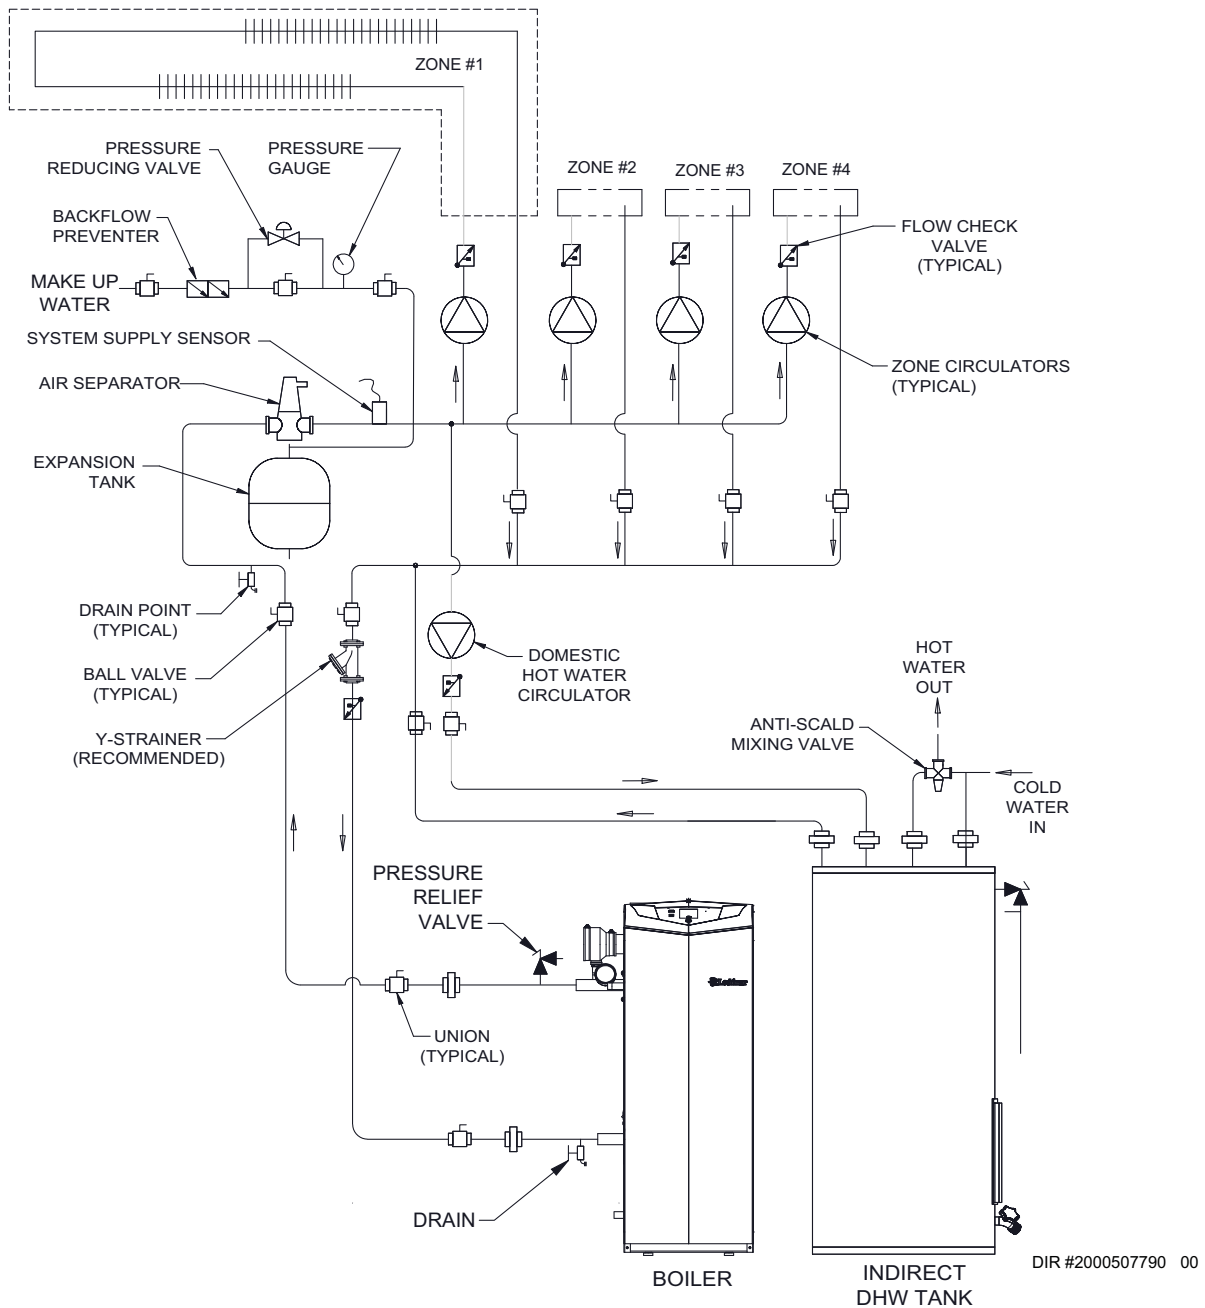 ZONE #1
PRESSURE
REDUCING VALVE
PRESSURE
GAUGE
ZONE #2
ZONE #3
ZONE #4
BACKFLOW
PREVENTER
FLOW CHECK
VALVE
(TYPICAL)
MAKE UP
WATER
SYSTEM SUPPLY SENSOR
ZONE CIRCULATORS
(TYPICAL)
AIR SEPARATOR
EXPANSION
TANK
DRAIN POINT
(TYPICAL)
BALL VALVE
(TYPICAL)
DOMESTIC
HOT WATER
CIRCULATOR
HOT
WATER
OUT
Y-STRAINER
(RECOMMENDED)
ANTI-SCALD
MIXING VALVE
COLD
WATER
IN
PRESSURE
RELIEF
VALVE
UNION
(TYPICAL)
DRAIN
BOILER
INDIRECT
DHW TANK
DIR #2000507790 00